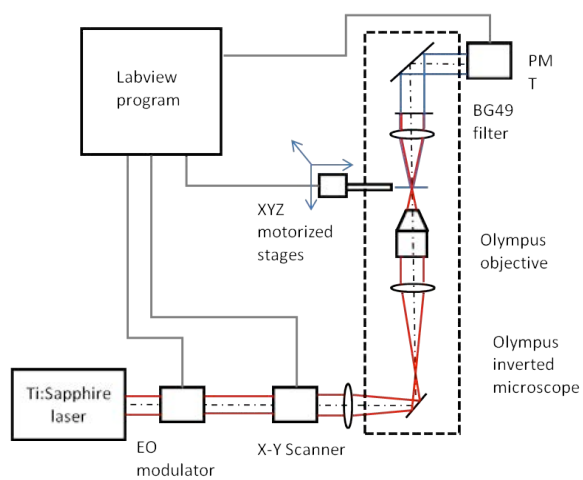 Labview
program
PM
T
BG49
filter
XYZ
motorized
stages
Olympus
objective
Olympus
inverted
microscope
Ti:Sapphire
laser
EO
modulator
X-Y Scanner